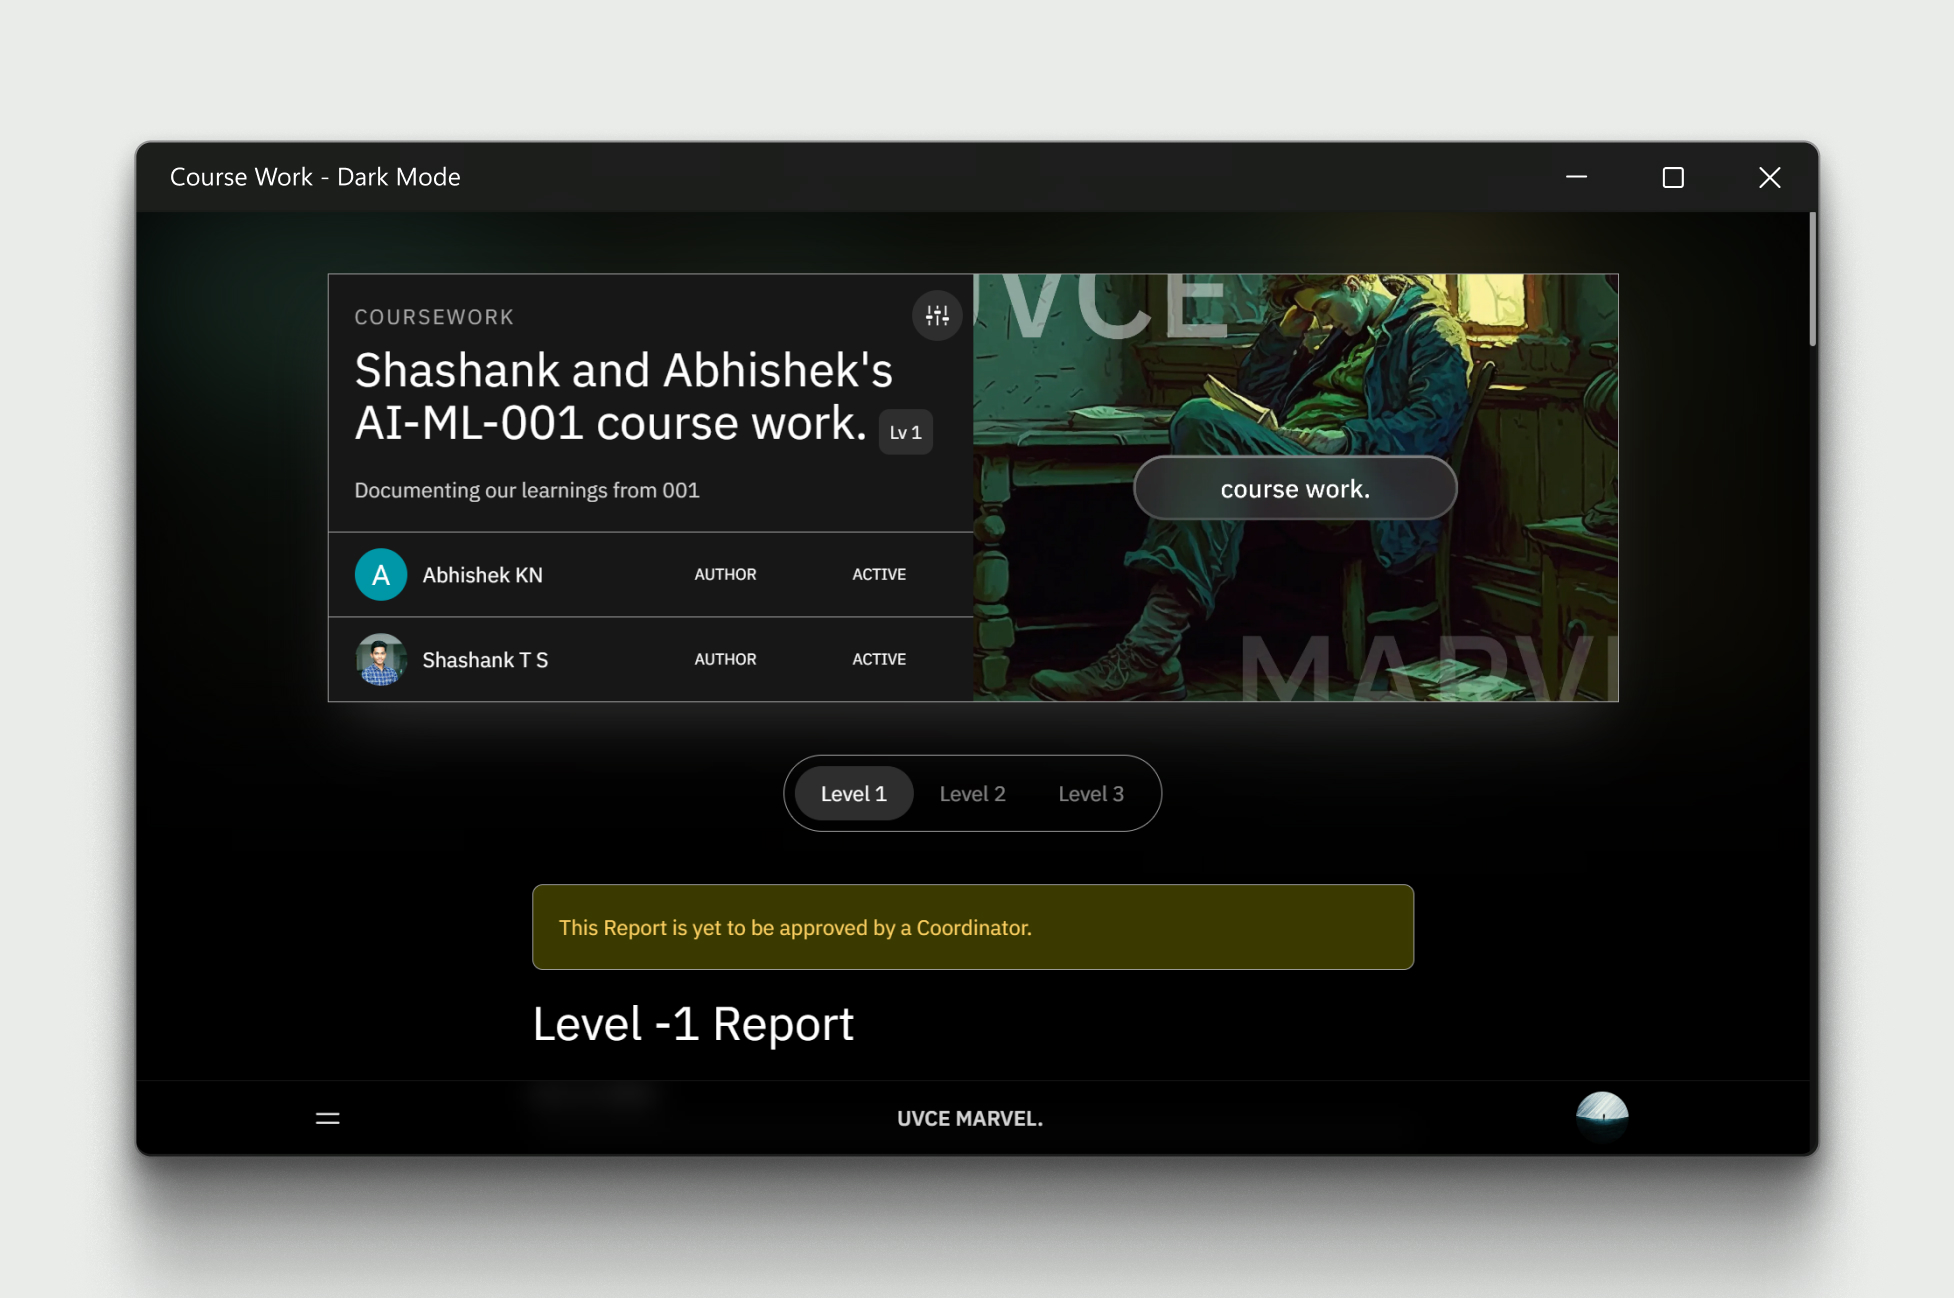 Course Work - Dark Mode
COURSEWORK
Shashank and Abhishek's
AI-ML-001 course work. Lv 1
Documenting our learnings from 001
Abhishek KN AUTHOR ACTIVE
A
Shashank T S AUTHOR ACTIVE
UVCE
course work.
MARVE
Level 1 Level 2 Level 3
This Report is yet to be approved by a Coordinator.
Level -1 Report
UVCE MARVEL.